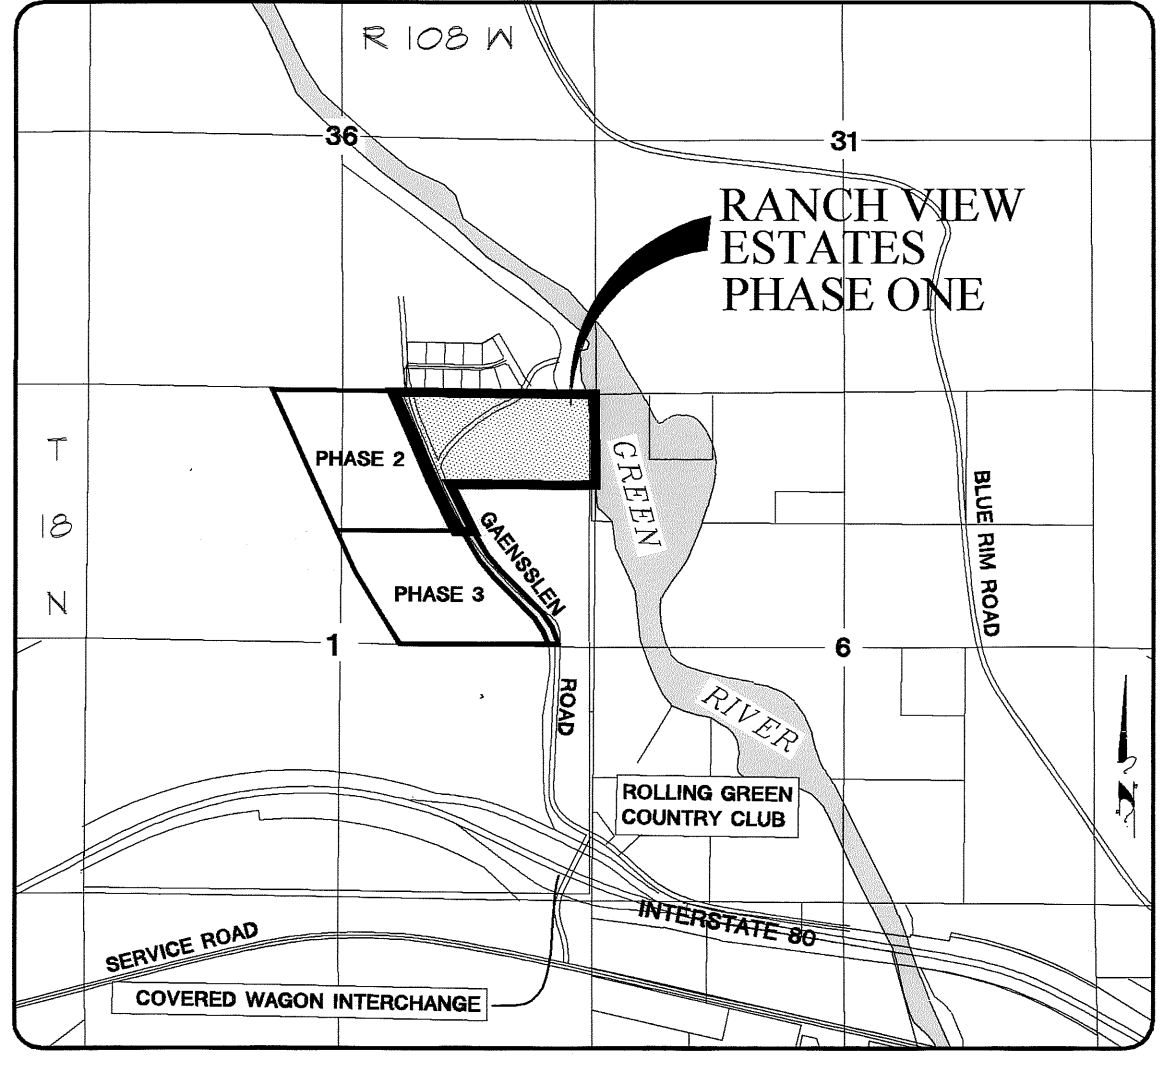 R 108 W
36
31
RANCH VIEW
ESTATES
PHASE ONE
T
18
N
PHASE 2
GREEN
GAENSSLEN
BLUE RIM ROAD
PHASE 3
1
6
ROAD
RIVER
ROLLING GREEN
COUNTRY CLUB
INTERSTATE 80
SERVICE ROAD
COVERED WAGON INTERCHANGE
N